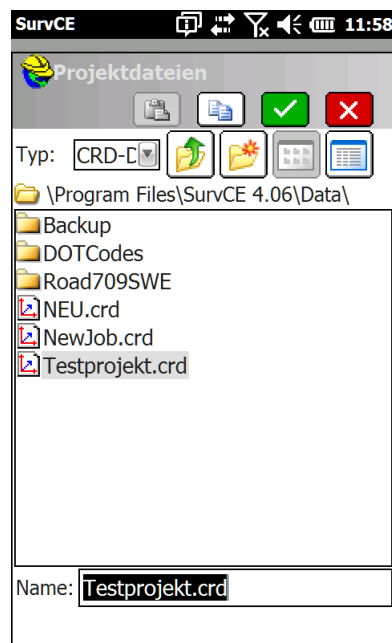 SurvCE 11:58
Projektdateien
Typ: CRD-D
\Program Files\SurvCE 4.06\Data\
Backup
DOTCodes
Road709SWE
NEU.crd
NewJob.crd
Testprojekt.crd
Name: Testprojekt.crd